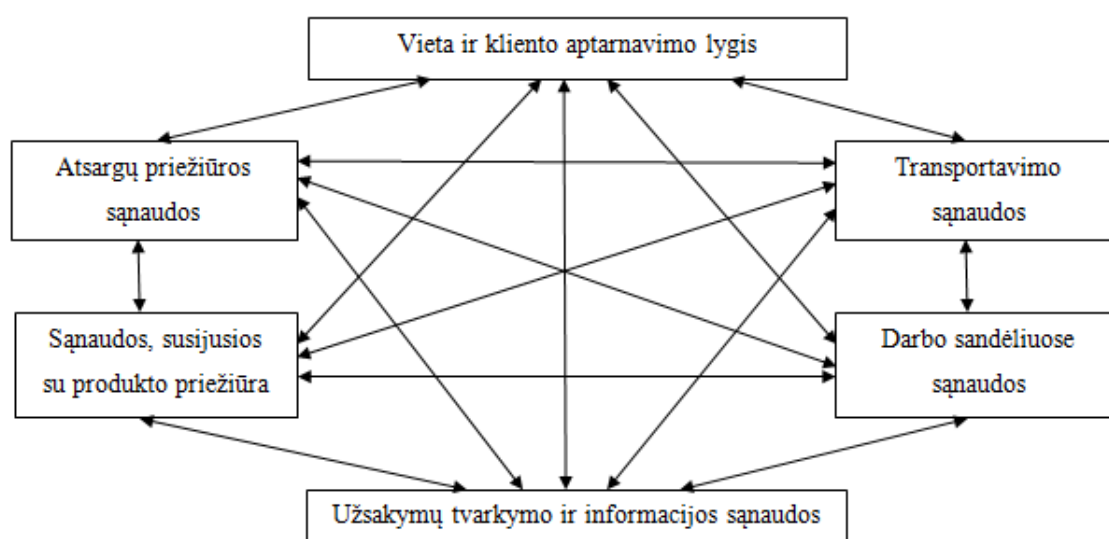 Vieta ir kliento aptarnavimo lygis
Atsargų priežiūros
sąnaudos
Transportavimo
sąnaudos
Sąnaudos, susijusios
su produkto priežiūra
Darbo sandėliuose
sąnaudos
Užsakymų tvarkymo ir informacijos sąnaudos